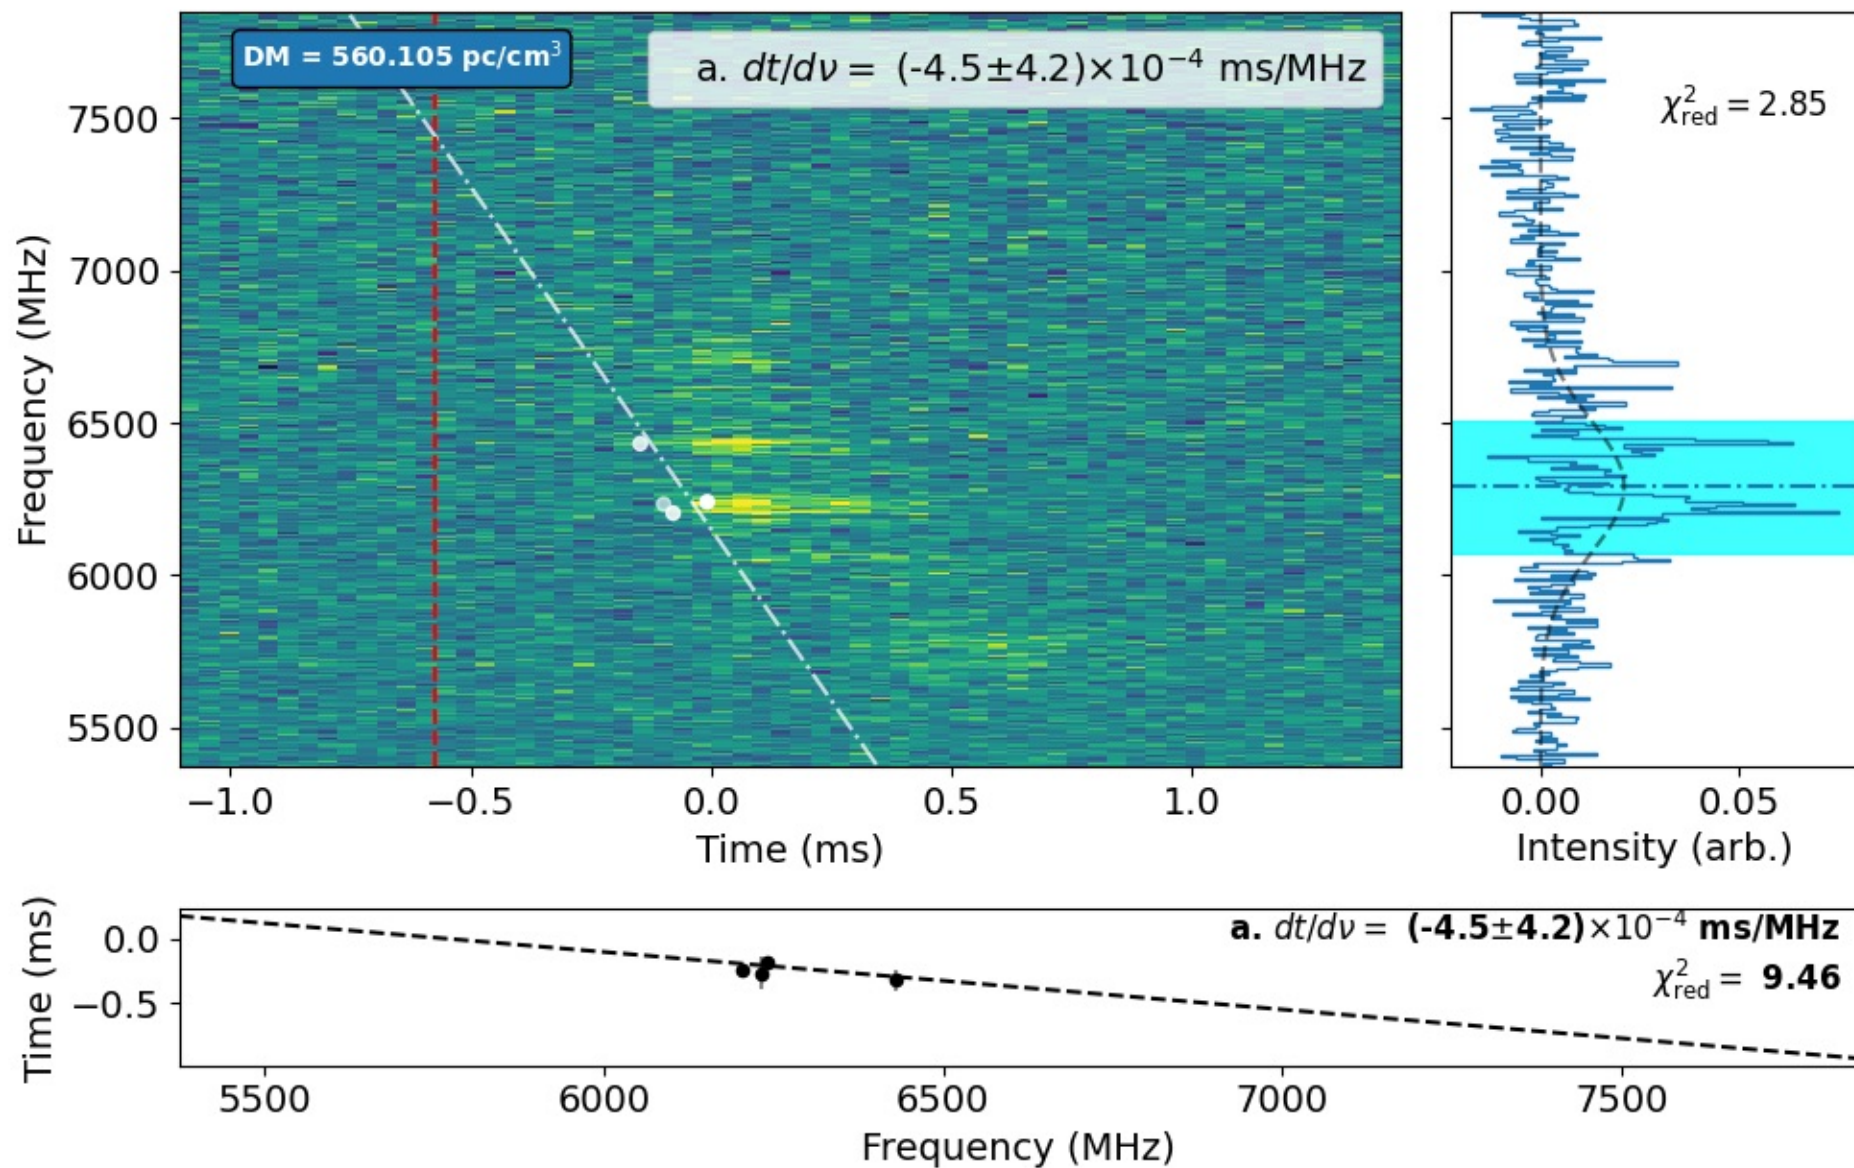 DM = 560.105 pc/cm³
a. dt/dν = (-4.5±4.2)×10⁻⁴ ms/MHz
χ²red = 2.85
7500
7000
6500
6000
5500
Frequency (MHz)
−1.0 −0.5 0.0 0.5 1.0
Time (ms)
0.00 0.05
Intensity (arb.)
a. dt/dν = (-4.5±4.2)×10⁻⁴ ms/MHz
χ²red = 9.46
0.0
−0.5
Time (ms)
5500 6000 6500 7000 7500
Frequency (MHz)